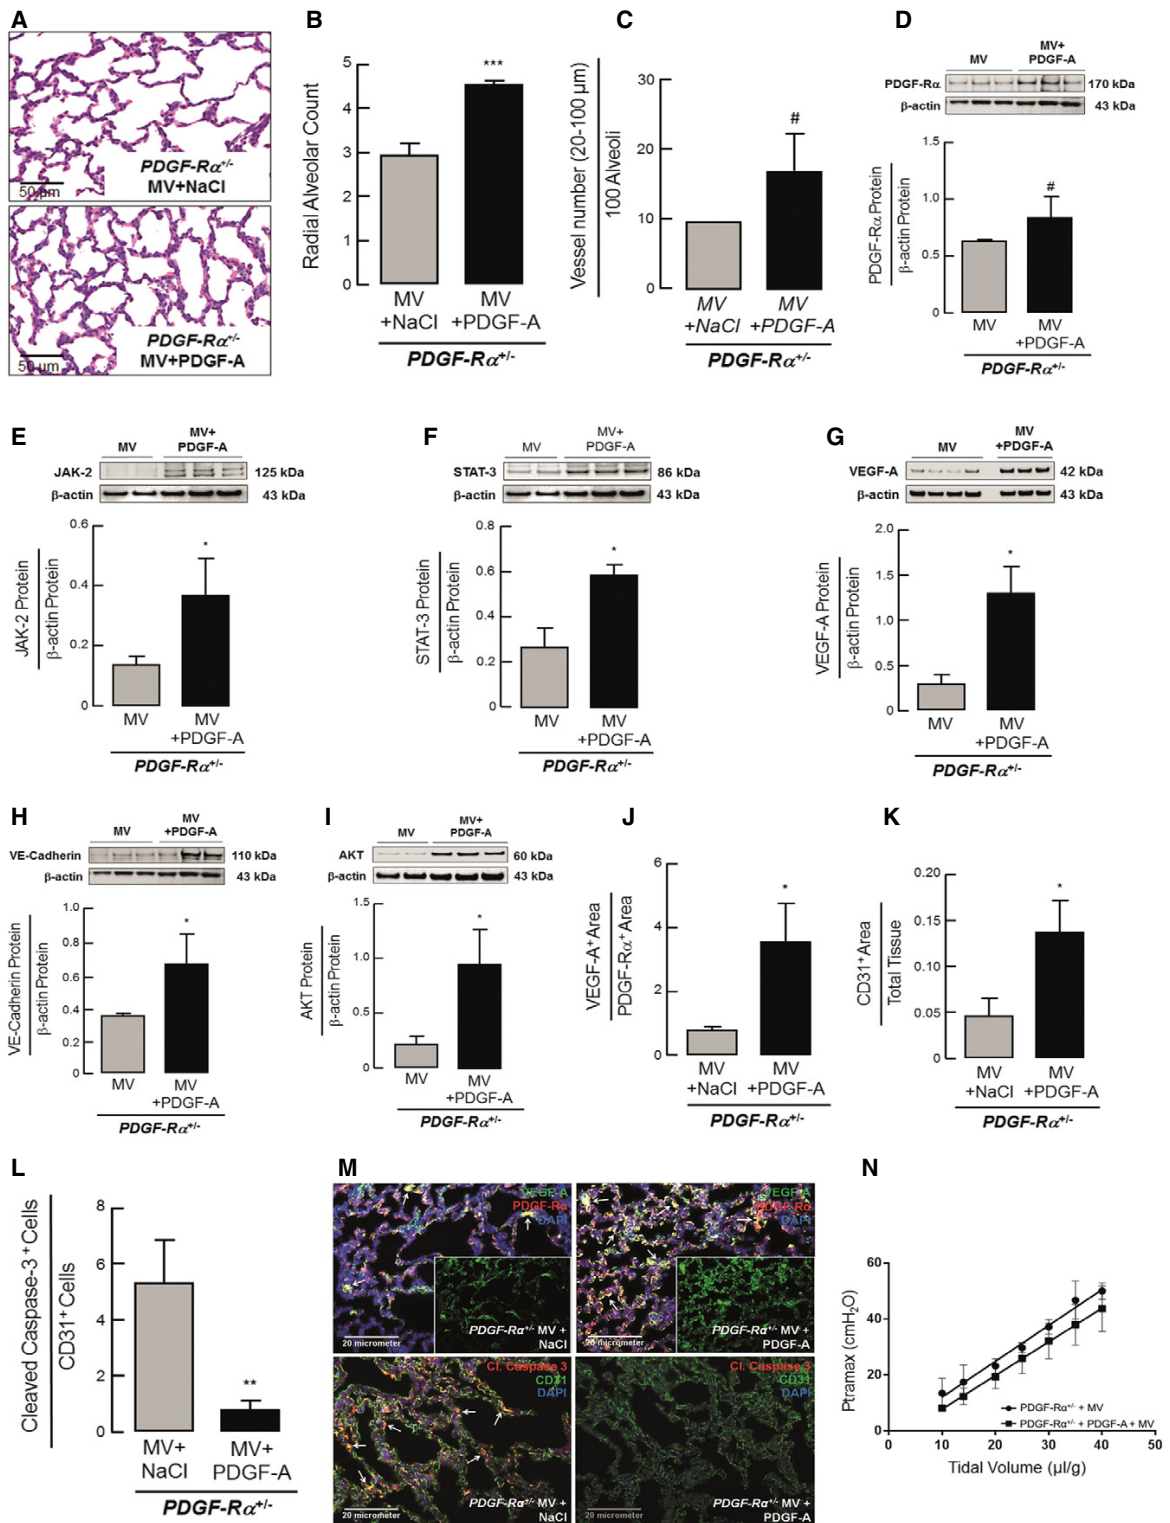 A
PDGF-Rα+/-
MV+NaCl
50 µm
PDGF-Rα+/-
MV+PDGF-A
50 µm
B
Radial Alveolar Count
5
4
3
2
1
0
***
MV
+NaCl
MV
+PDGF-A
PDGF-Rα+/-
C
Vessel number (20-100 µm)
100 Alveoli
30
20
10
0
#
MV
+NaCl
MV
+PDGF-A
PDGF-Rα+/-
D
MV
MV+
PDGF-A
PDGF-Rα
170 kDa
β-actin
43 kDa
PDGF-Rα Protein
β-actin Protein
1.5
1.0
0.5
0
#
MV
MV
+PDGF-A
PDGF-Rα+/-
E
MV
MV+
PDGF-A
JAK-2
125 kDa
β-actin
43 kDa
JAK-2 Protein
β-actin Protein
0.6
0.4
0.2
0
*
MV
MV
+PDGF-A
PDGF-Rα+/-
F
MV
MV+
PDGF-A
STAT-3
86 kDa
β-actin
43 kDa
STAT-3 Protein
β-actin Protein
0.8
0.6
0.4
0.2
0
*
MV
MV
+PDGF-A
PDGF-Rα+/-
G
MV
MV
+PDGF-A
VEGF-A
42 kDa
β-actin
43 kDa
VEGF-A Protein
β-actin Protein
2.0
1.5
1.0
0.5
0
*
MV
MV
+PDGF-A
PDGF-Rα+/-
H
MV
MV
+PDGF-A
VE-Cadherin
110 kDa
β-actin
43 kDa
VE-Cadherin Protein
β-actin Protein
1.0
0.8
0.6
0.4
0.2
0
*
MV
MV
+PDGF-A
PDGF-Rα+/-
I
MV
MV+
PDGF-A
AKT
60 kDa
β-actin
43 kDa
AKT Protein
β-actin Protein
1.5
1.0
0.5
0
*
MV
MV
+PDGF-A
PDGF-Rα+/-
J
VEGF-A+ Area
PDGF-Rα+ Area
6
4
2
0
*
MV
+NaCl
MV
+PDGF-A
PDGF-Rα+/-
K
CD31+ Area
Total Tissue
0.20
0.15
0.10
0.05
0
*
MV
+NaCl
MV
+PDGF-A
PDGF-Rα+/-
L
Cleaved Caspase-3 + Cells
CD31+ Cells
8
6
4
2
0
**
MV+
NaCl
MV+
PDGF-A
PDGF-Rα+/-
M
VEGF-A
PDGF-Rα
DAPI
20 micrometer
PDGF-Rα+/- MV +
NaCl
VEGF-A
PDGF-Rα
DAPI
20 micrometer
PDGF-Rα+/- MV +
PDGF-A
Cl. Caspase 3
CD31
DAPI
20 micrometer
PDGF-Rα+/- MV +
NaCl
Cl. Caspase 3
CD31
DAPI
20 micrometer
PDGF-Rα+/- MV +
PDGF-A
N
Ptramax (cmH2O)
60
40
20
0
PDGF-Rα+/- + MV
PDGF-Rα+/- + PDGF-A + MV
0
10
20
30
40
50
Tidal Volume (µl/g)